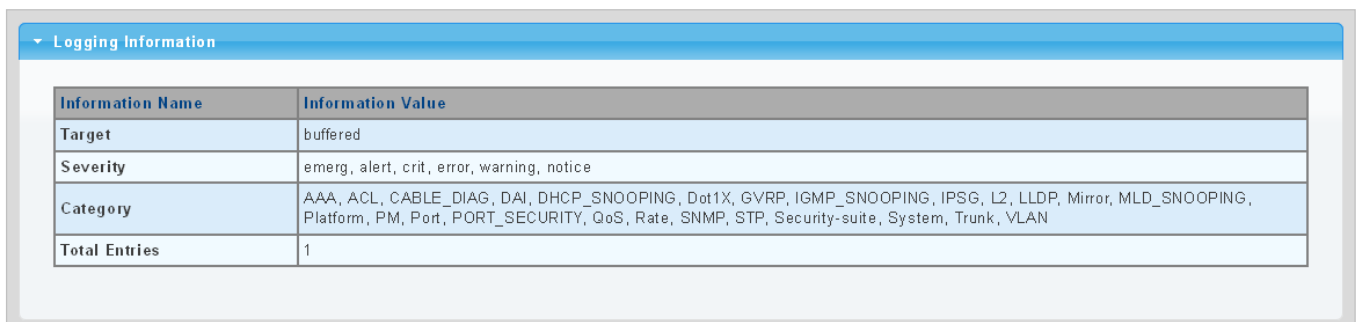 Logging Information
Information Name Information Value
Target buffered
Severity emerg, alert, crit, error, warning, notice
Category AAA, ACL, CABLE_DIAG, DAI, DHCP_SNOOPING, Dot1X, GVRP, IGMP_SNOOPING, IPSG, L2, LLDP, Mirror, MLD_SNOOPING,
Platform, PM, Port, PORT_SECURITY, QoS, Rate, SNMP, STP, Security-suite, System, Trunk, VLAN
Total Entries 1